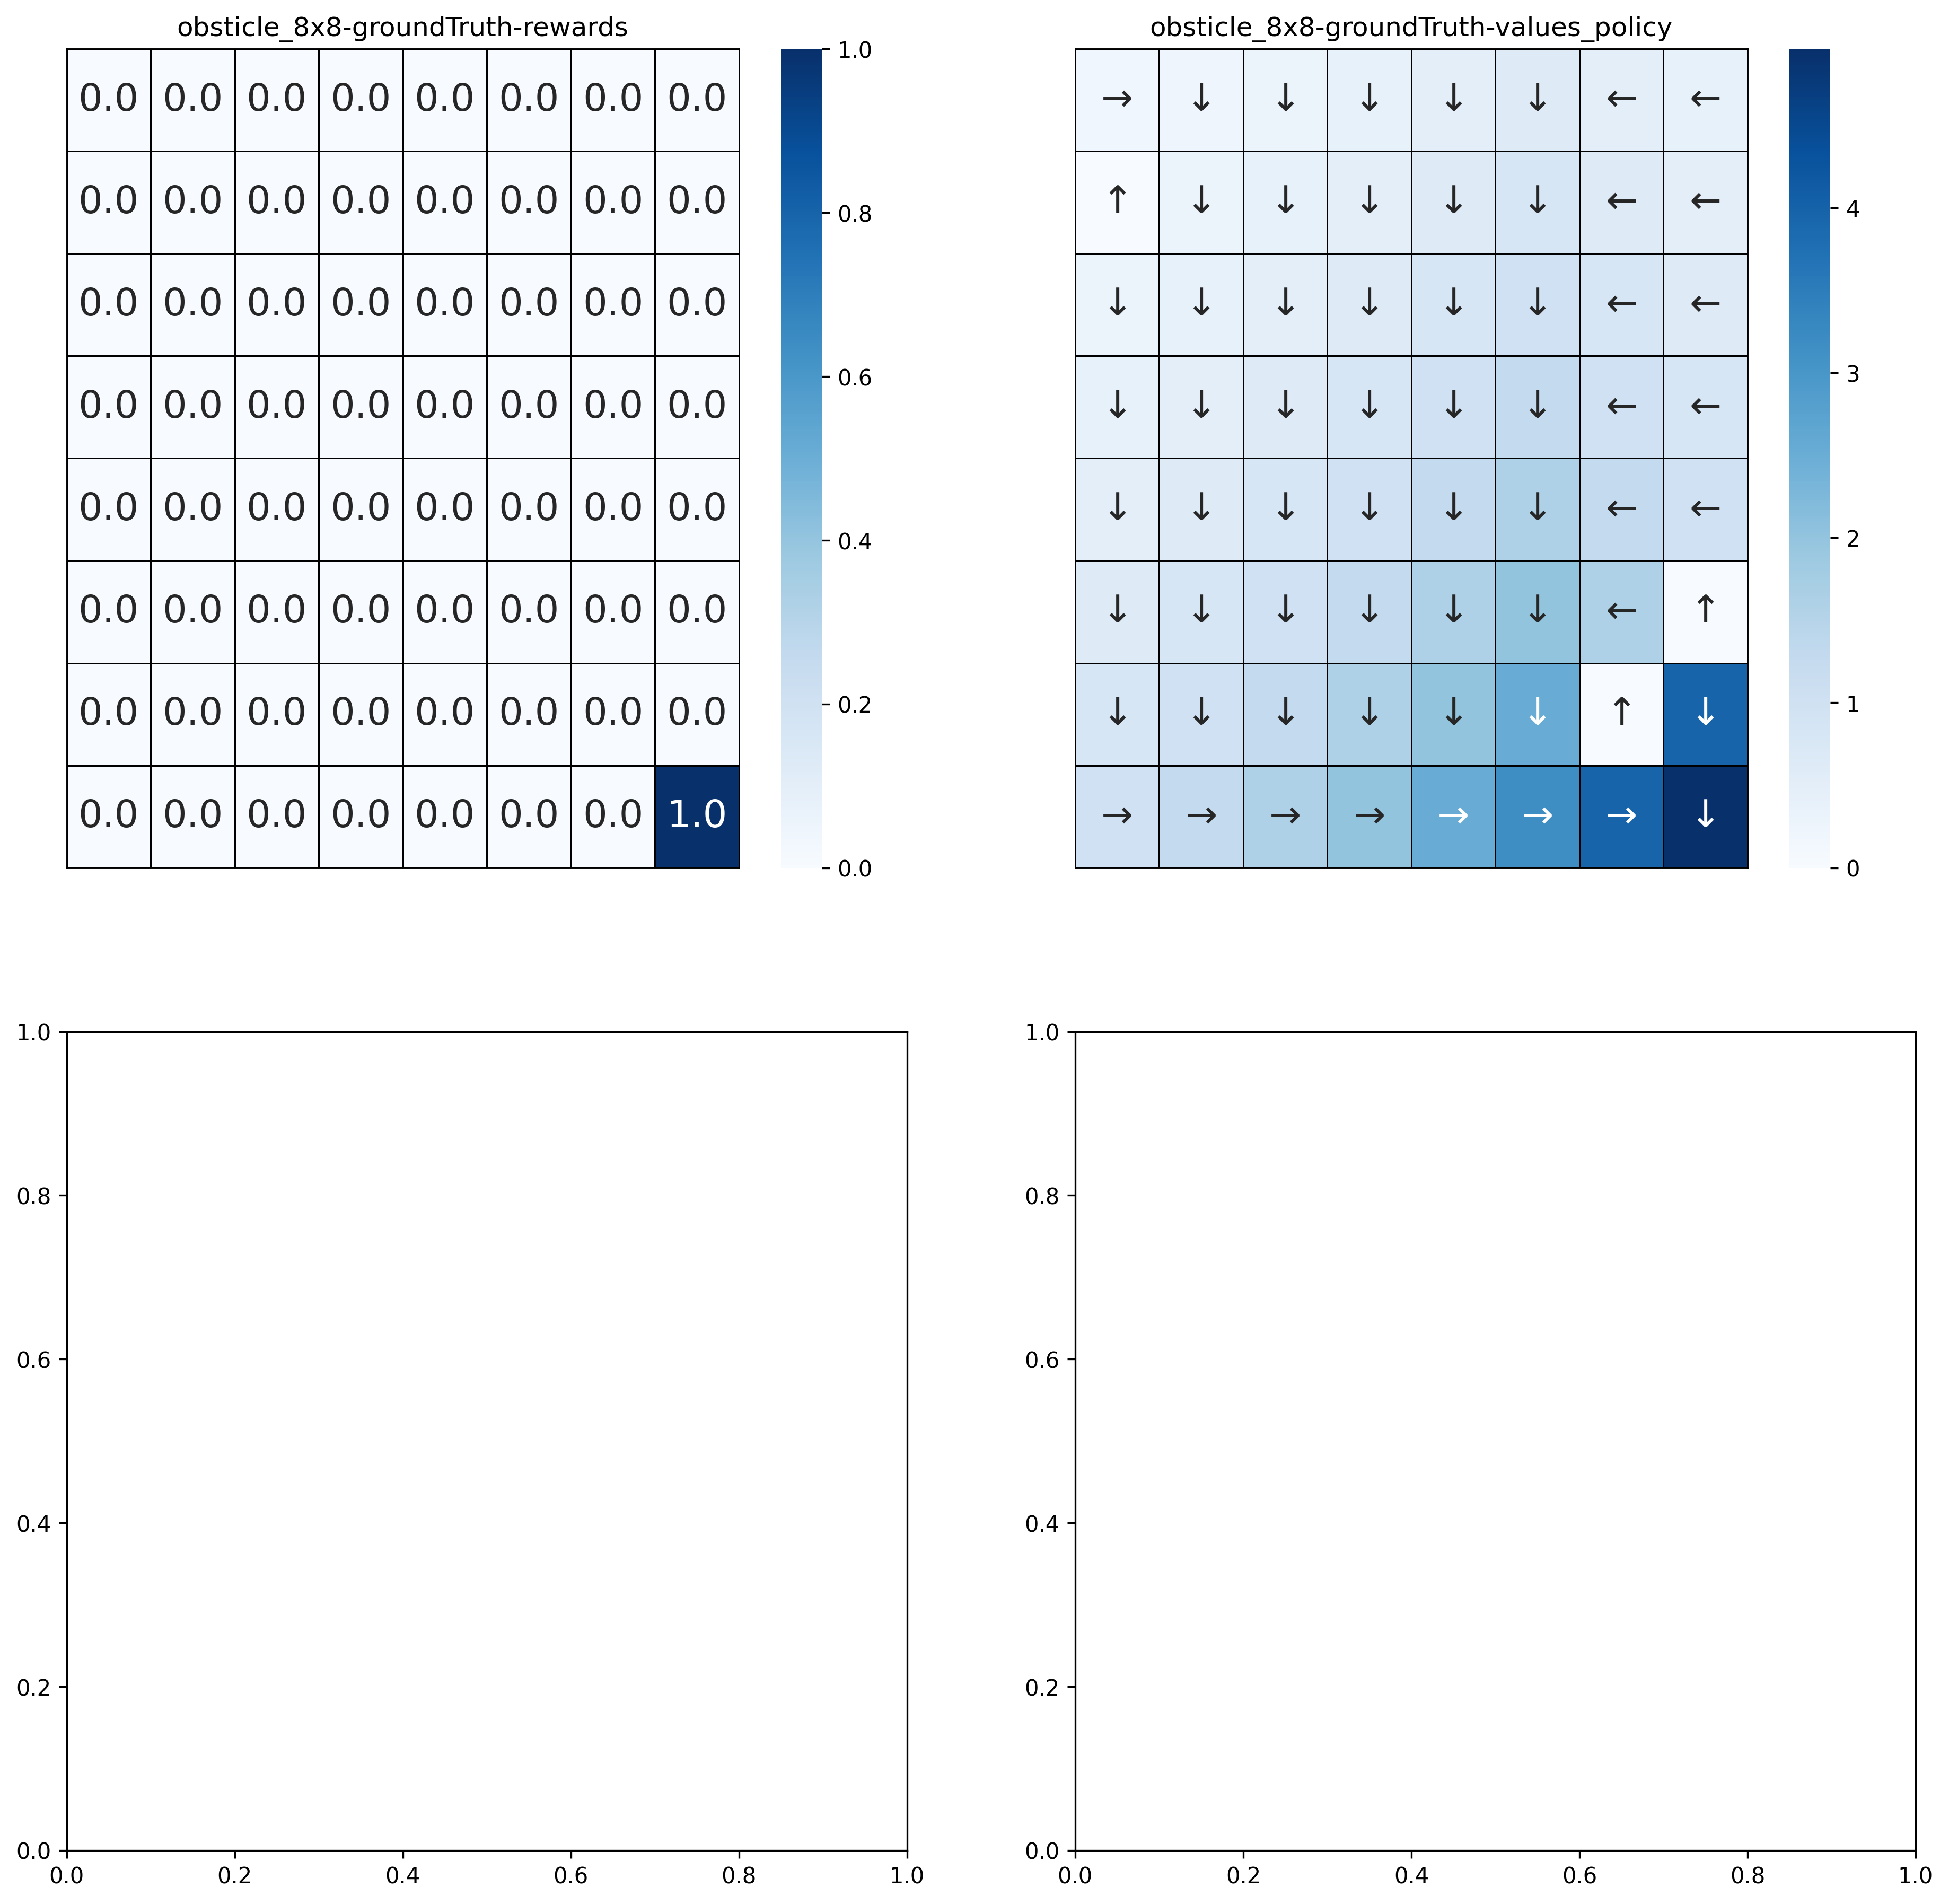 obsticle_8x8-groundTruth-rewards
0.0 0.0 0.0 0.0 0.0 0.0 0.0 0.0
0.0 0.0 0.0 0.0 0.0 0.0 0.0 0.0
0.0 0.0 0.0 0.0 0.0 0.0 0.0 0.0
0.0 0.0 0.0 0.0 0.0 0.0 0.0 0.0
0.0 0.0 0.0 0.0 0.0 0.0 0.0 0.0
0.0 0.0 0.0 0.0 0.0 0.0 0.0 0.0
0.0 0.0 0.0 0.0 0.0 0.0 0.0 0.0
0.0 0.0 0.0 0.0 0.0 0.0 0.0 1.0
1.0
0.8
0.6
0.4
0.2
0.0
obsticle_8x8-groundTruth-values_policy
→ ↓ ↓ ↓ ↓ ↓ ← ←
↑ ↓ ↓ ↓ ↓ ↓ ← ←
↓ ↓ ↓ ↓ ↓ ↓ ← ←
↓ ↓ ↓ ↓ ↓ ↓ ← ←
↓ ↓ ↓ ↓ ↓ ↓ ← ←
↓ ↓ ↓ ↓ ↓ ↓ ← ↑
↓ ↓ ↓ ↓ ↓ ↓ ↑ ↓
→ → → → → → → ↓
4
3
2
1
0
1.0
0.8
0.6
0.4
0.2
0.0
0.0 0.2 0.4 0.6 0.8 1.0
1.0
0.8
0.6
0.4
0.2
0.0
0.0 0.2 0.4 0.6 0.8 1.0